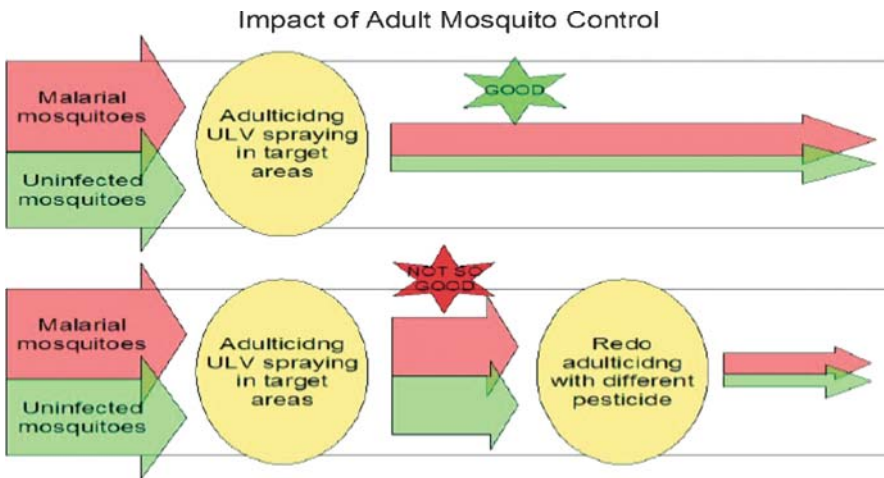 Impact of Adult Mosquito Control
GOOD
Malarial
mosquitoes
Adulticidng
ULV spraying
in target
areas
Uninfected
mosquitoes
NOT SO
GOOD
Malarial
mosquitoes
Adulticidng
ULV spraying
in target
areas
Redo
adulticidng
with different
pesticide
Uninfected
mosquitoes